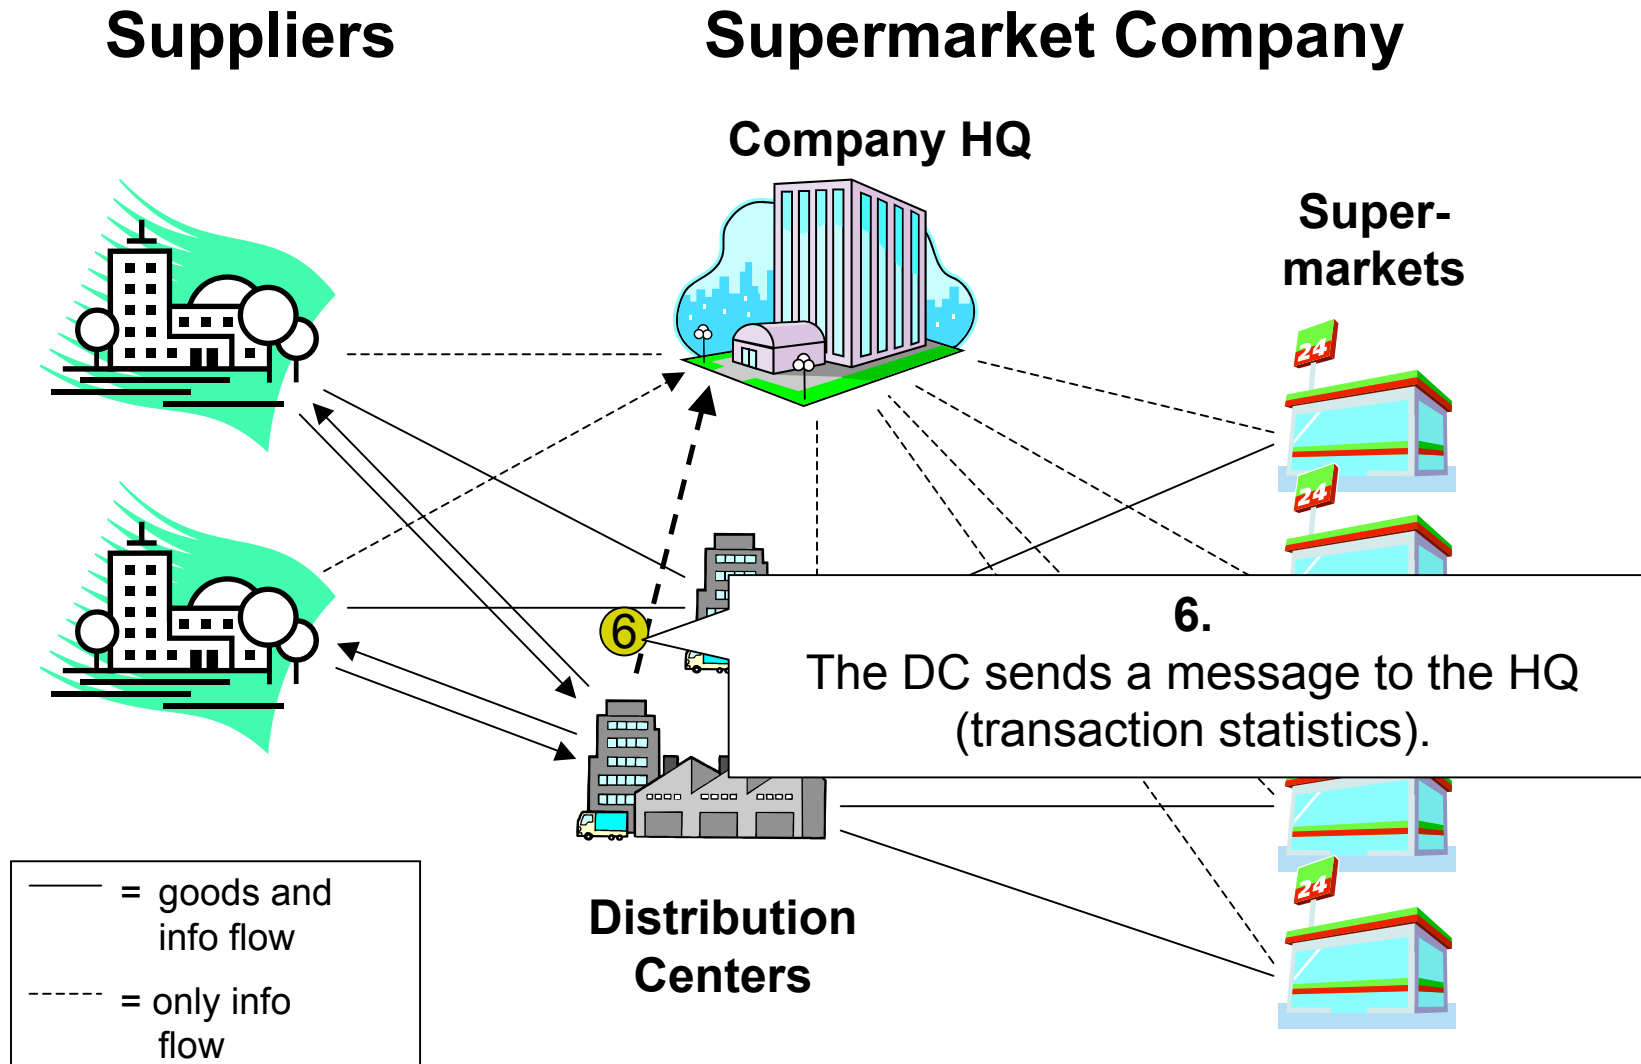 Suppliers
Supermarket Company
Company HQ
Super-
markets
24
24
6
6.
The DC sends a message to the HQ
(transaction statistics).
24
Distribution
Centers
= goods and
info flow
= only info
flow